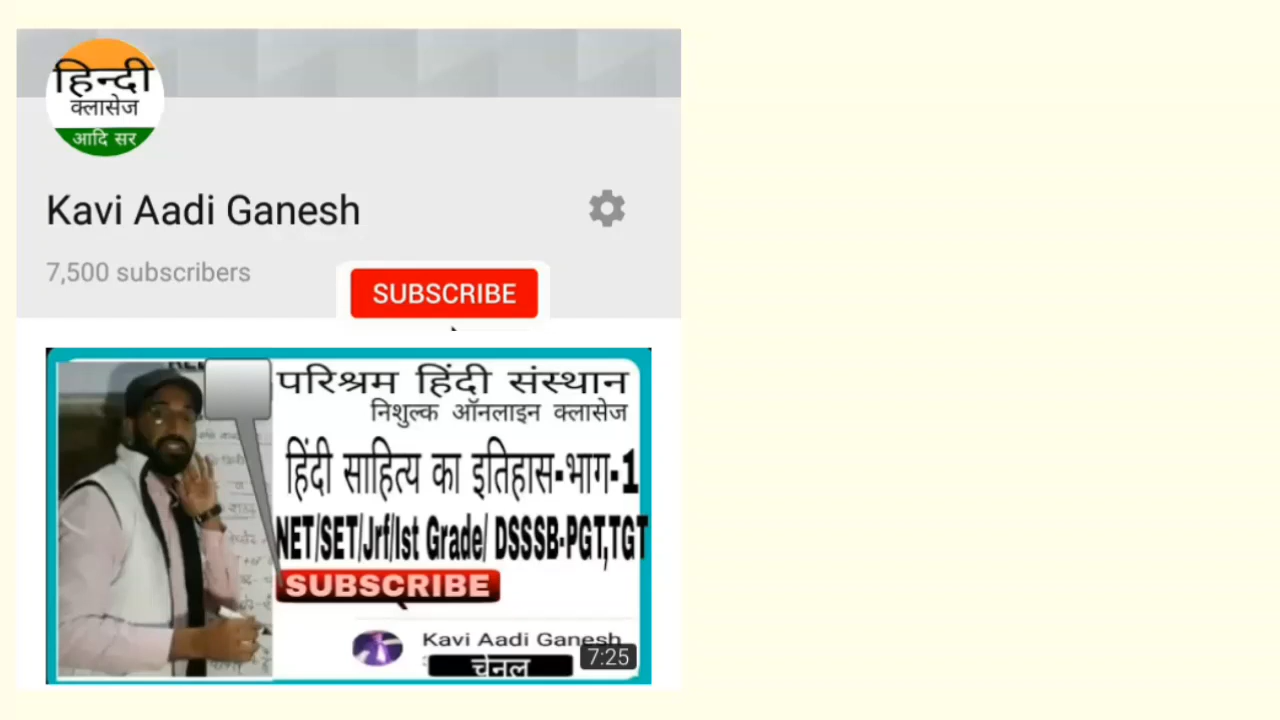 हिन्दी
क्लासेज
आदि सर
Kavi Aadi Ganesh
7,500 subscribers
SUBSCRIBE
परिश्रम हिंदी संस्थान
निशुल्क ऑनलाइन क्लासेज
हिंदी साहित्य का इतिहास-भाग-1
NET/SET/Jrf/Ist Grade/ DSSSB-PGT,TGT
SUBSCRIBE
Kavi Aadi Ganesh
7:25
चेनल